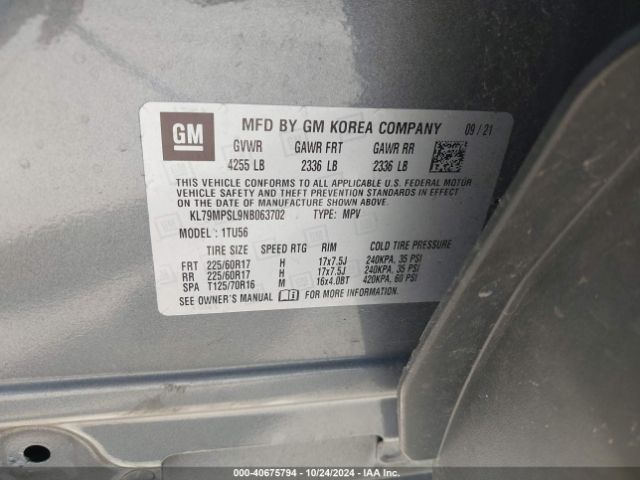 GM
MFD BY GM KOREA COMPANY 09/21
GVWR GAWR FRT GAWR RR
4255 LB 2336 LB 2336 LB
THIS VEHICLE CONFORMS TO ALL APPLICABLE U.S. FEDERAL MOTOR
VEHICLE SAFETY, BUMPER, AND THEFT PREVENTION STANDARDS IN EFFECT ON THE
DATE OF MANUFACTURE SHOWN ABOVE.
KL79MPSL9NB063702 TYPE: MPV
MODEL: 1TU56
TIRE SIZE SPEED RTG RIM COLD TIRE PRESSURE
FRT 225/60R17 H 17x7.5J 240KPA, 35 PSI
RR 225/60R17 H 17x7.5J 240KPA, 35 PSI
SPA T125/70R16 M 16x4.0BT 420KPA, 60 PSI
SEE OWNER'S MANUAL FOR MORE INFORMATION.
000-40675794 - 10/24/2024 - IAA Inc.